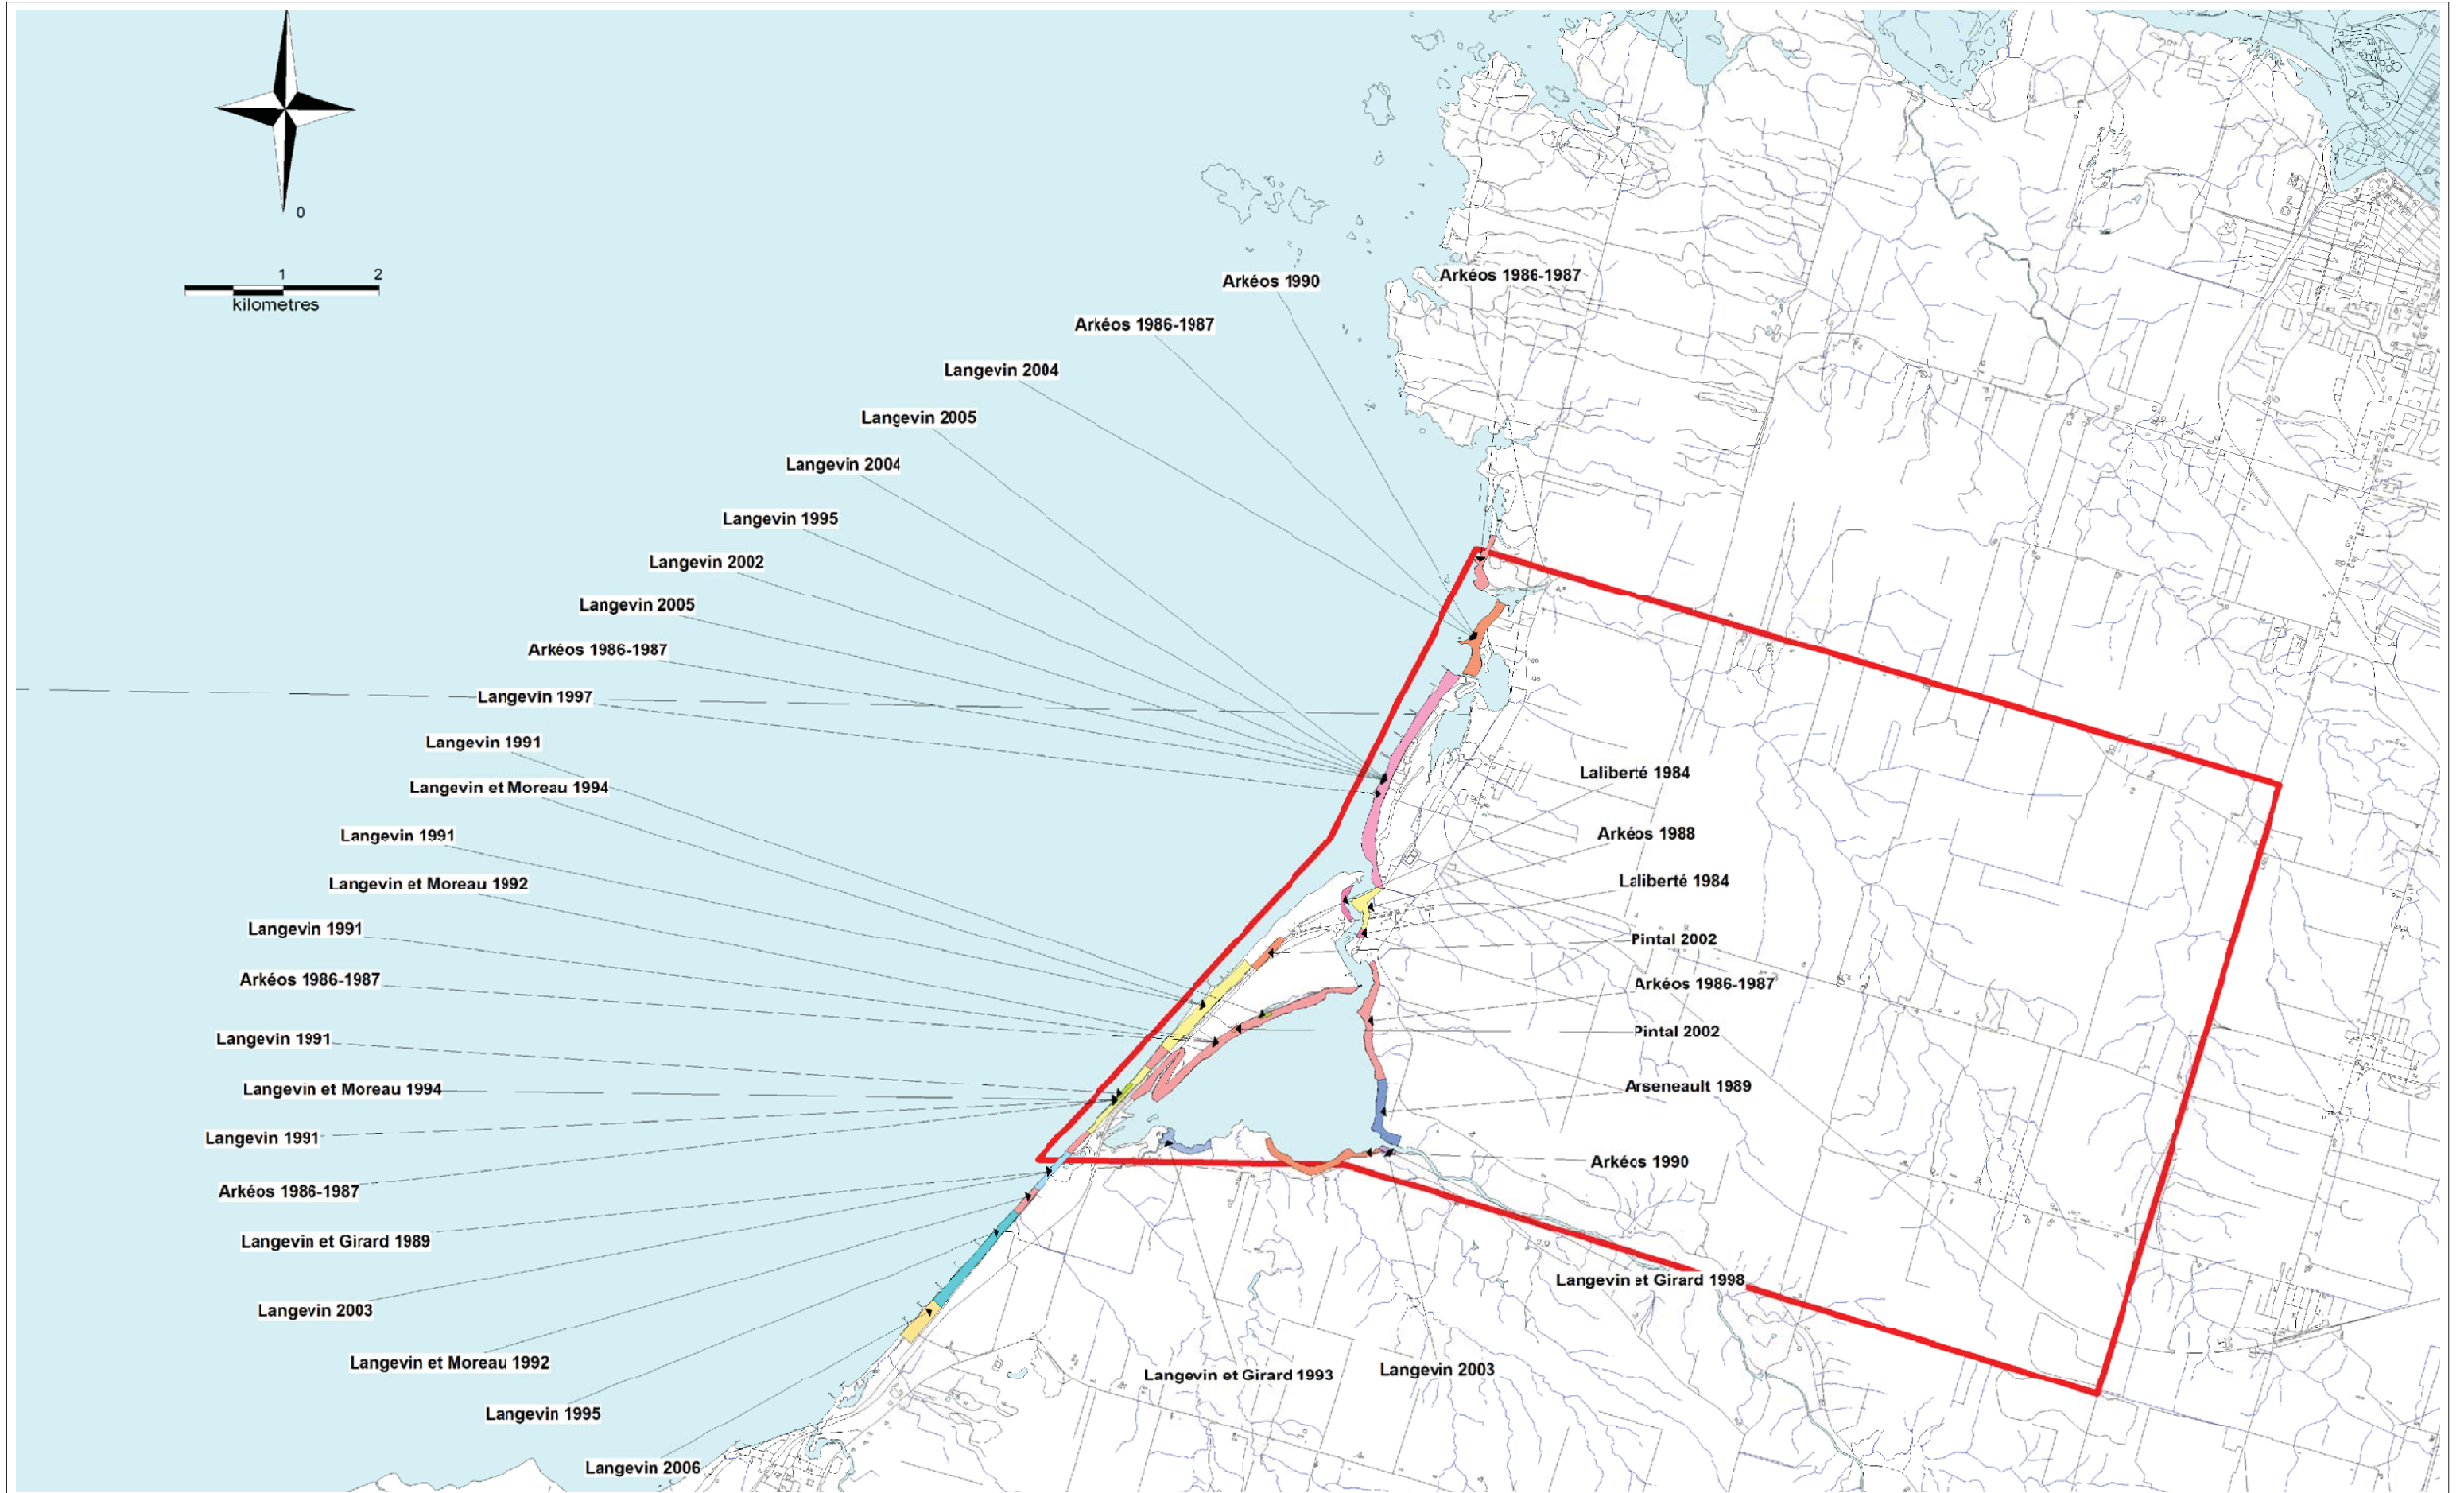 0
1 2
kilometres
Arkéos 1990
Arkéos 1986-1987
Arkéos 1986-1987
Langevin 2004
Langevin 2005
Langevin 2004
Langevin 1995
Langevin 2002
Langevin 2005
Arkéos 1986-1987
Langevin 1997
Langevin 1991
Langevin et Moreau 1994
Langevin 1991
Langevin et Moreau 1992
Langevin 1991
Arkéos 1986-1987
Langevin 1991
Langevin et Moreau 1994
Langevin 1991
Arkéos 1986-1987
Langevin et Girard 1989
Langevin 2003
Langevin et Moreau 1992
Langevin 1995
Langevin 2006
Laliberté 1984
Arkéos 1988
Laliberté 1984
Pintal 2002
Arkéos 1986-1987
Pintal 2002
Arseneault 1989
Arkéos 1990
Langevin et Girard 1998
Langevin et Girard 1993
Langevin 2003